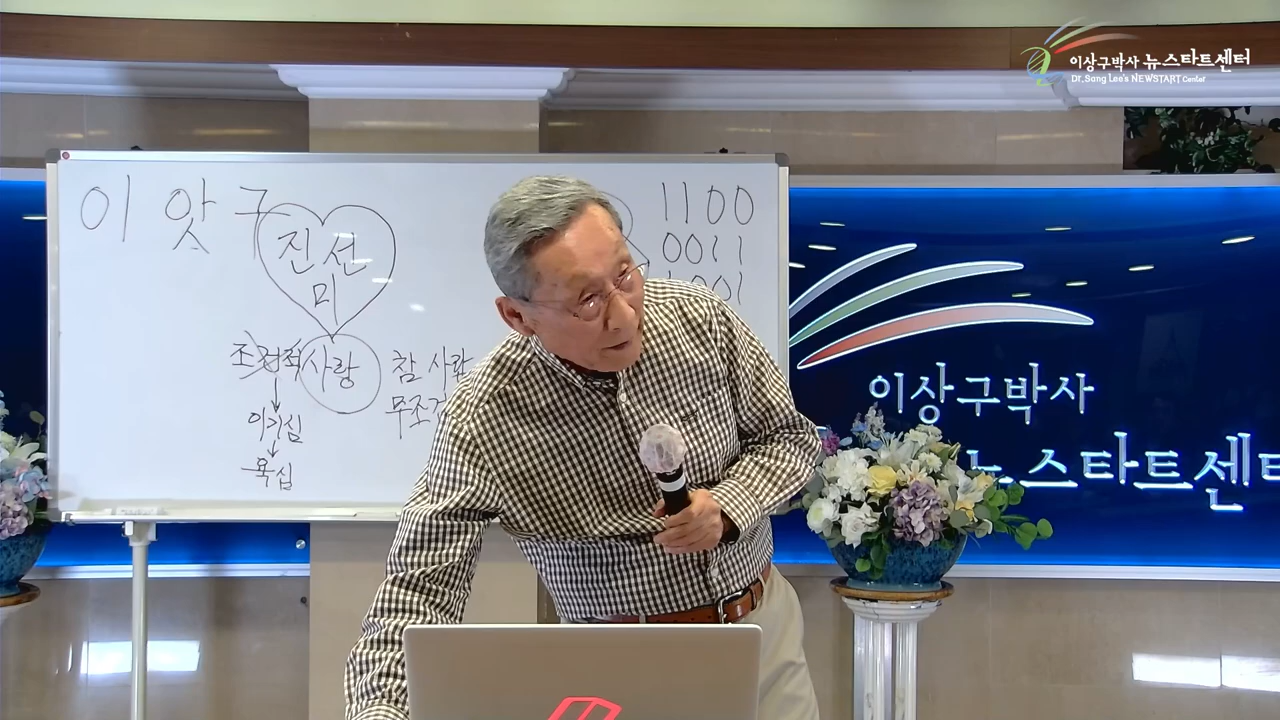 이상구박사 뉴스타트센터
Dr. Sang Lee's NEWSTART Center
이 앗 구
진 선
미
조건적 사랑
이기심
욕심
참 사랑
무조건
1100
0011
001
이상구박사
뉴스타트센터